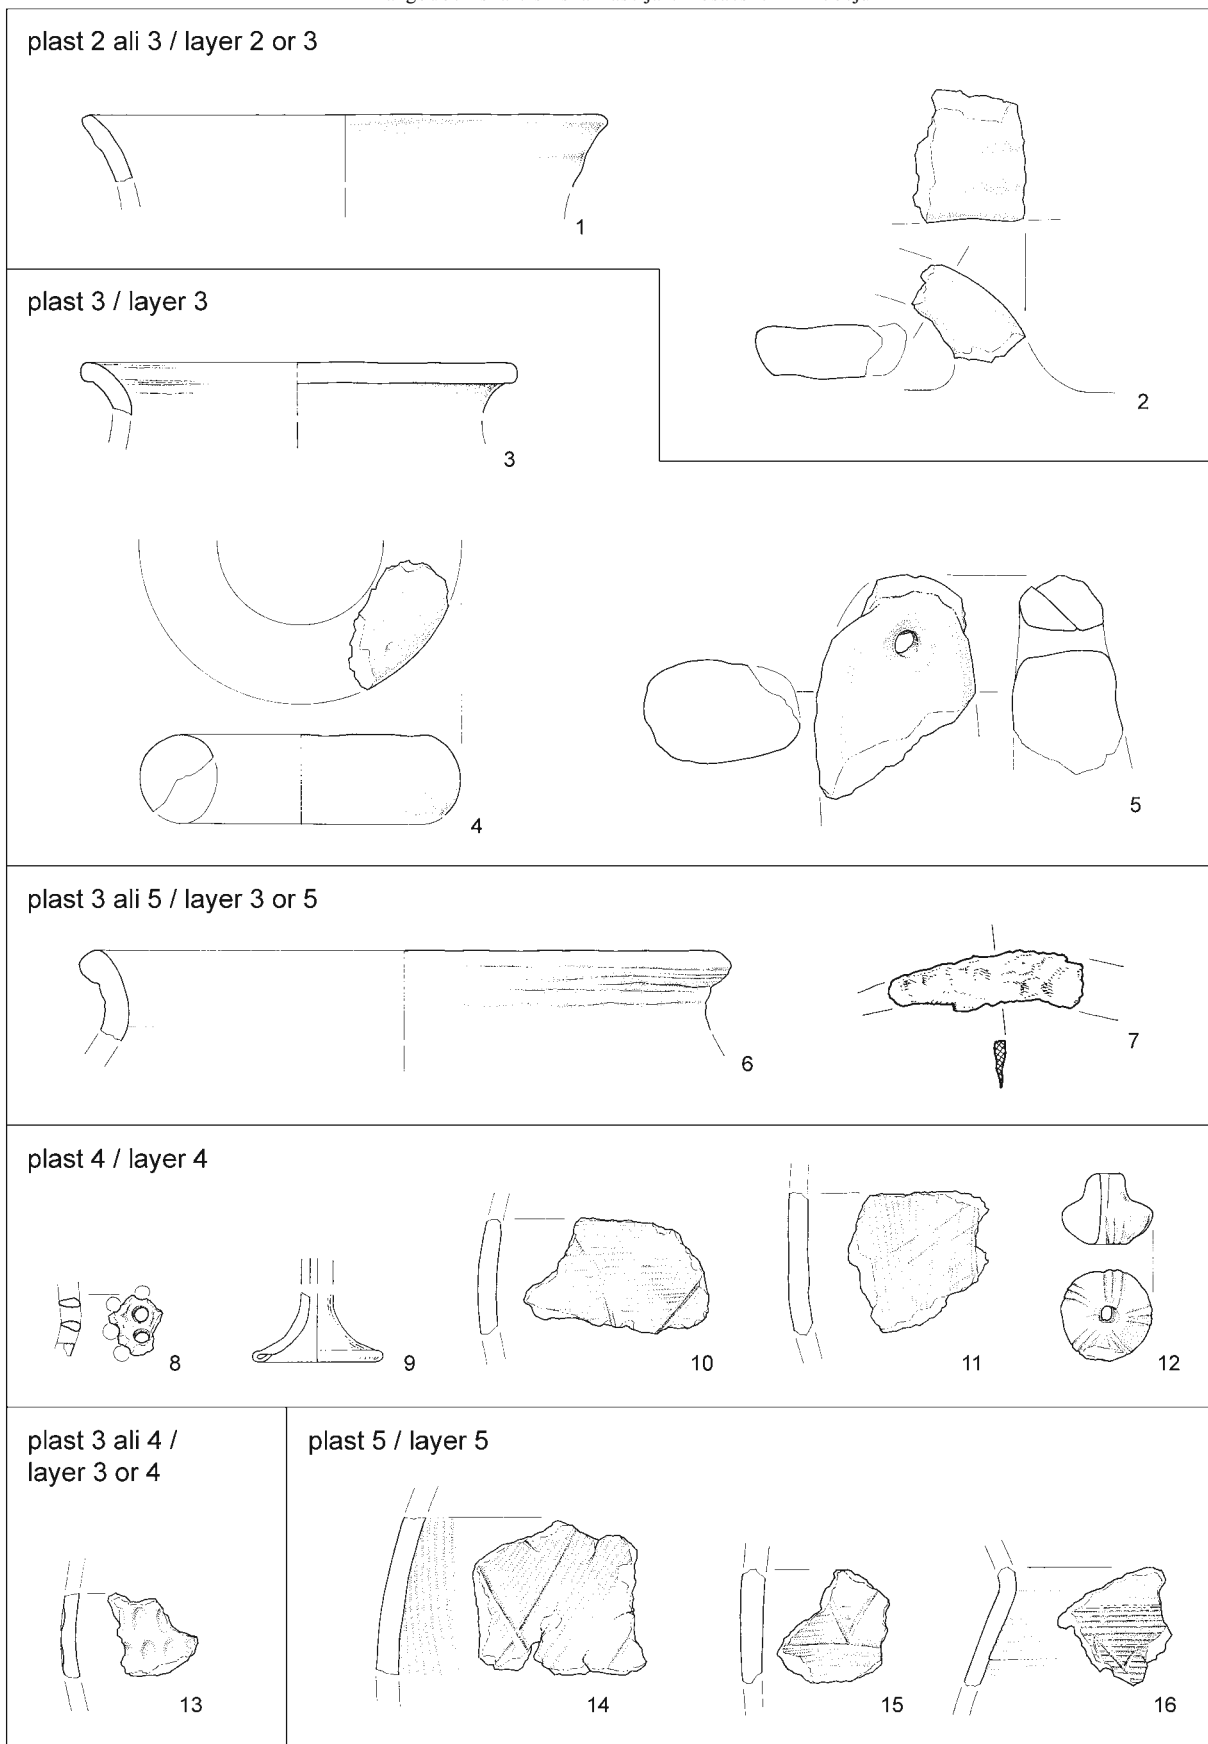 plast 2 ali 3 / layer 2 or 3
1
2
plast 3 / layer 3
3
4
5
plast 3 ali 5 / layer 3 or 5
6
7
plast 4 / layer 4
8
9
10
11
12
plast 3 ali 4 /
layer 3 or 4
13
plast 5 / layer 5
14
15
16